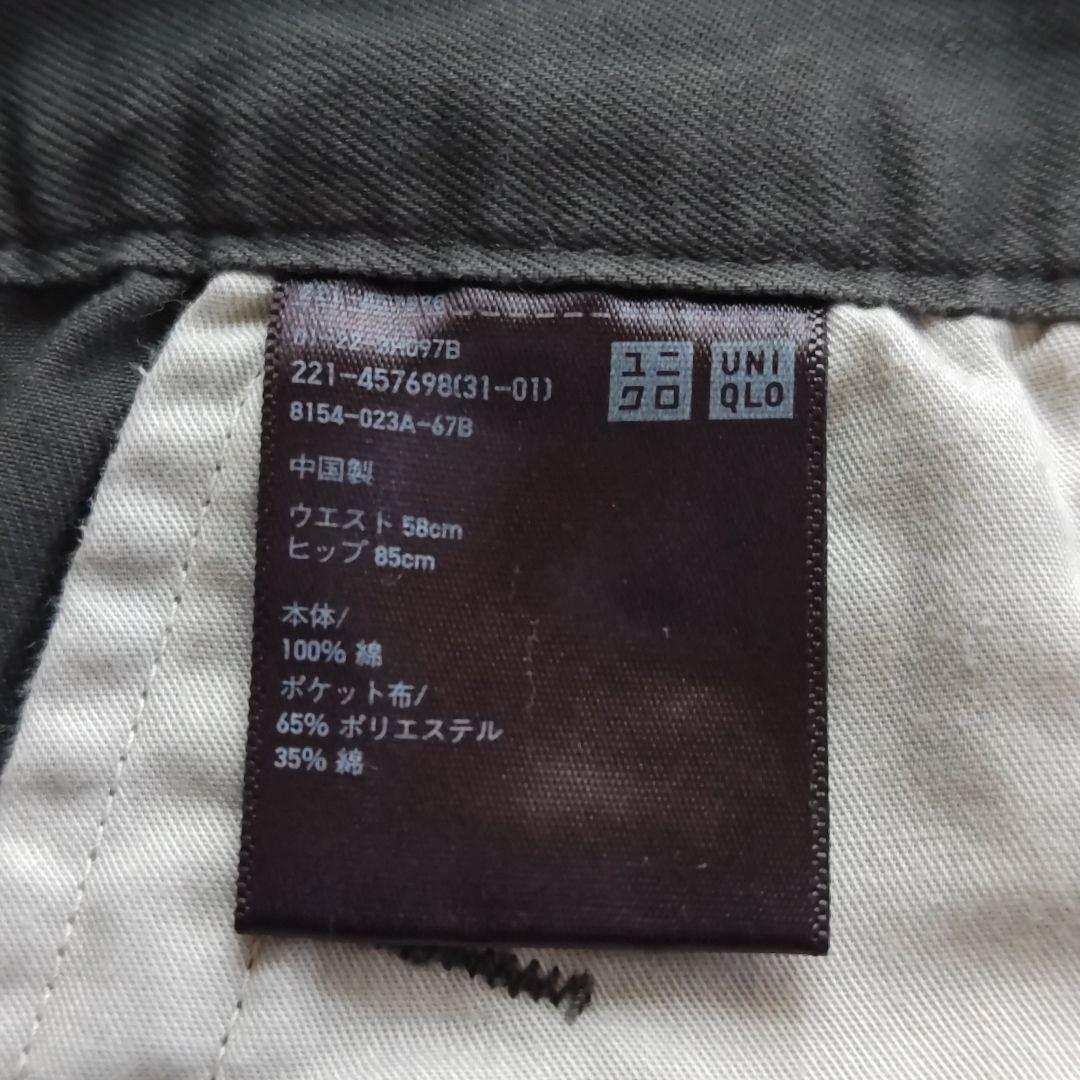 221-457698(31-01)
8154-023A-67B
ユニ
クロ
UNI
QLO
中国製
ウエスト 58cm
ヒップ 85cm
本体/
100% 綿
ポケット布/
65% ポリエステル
35% 綿